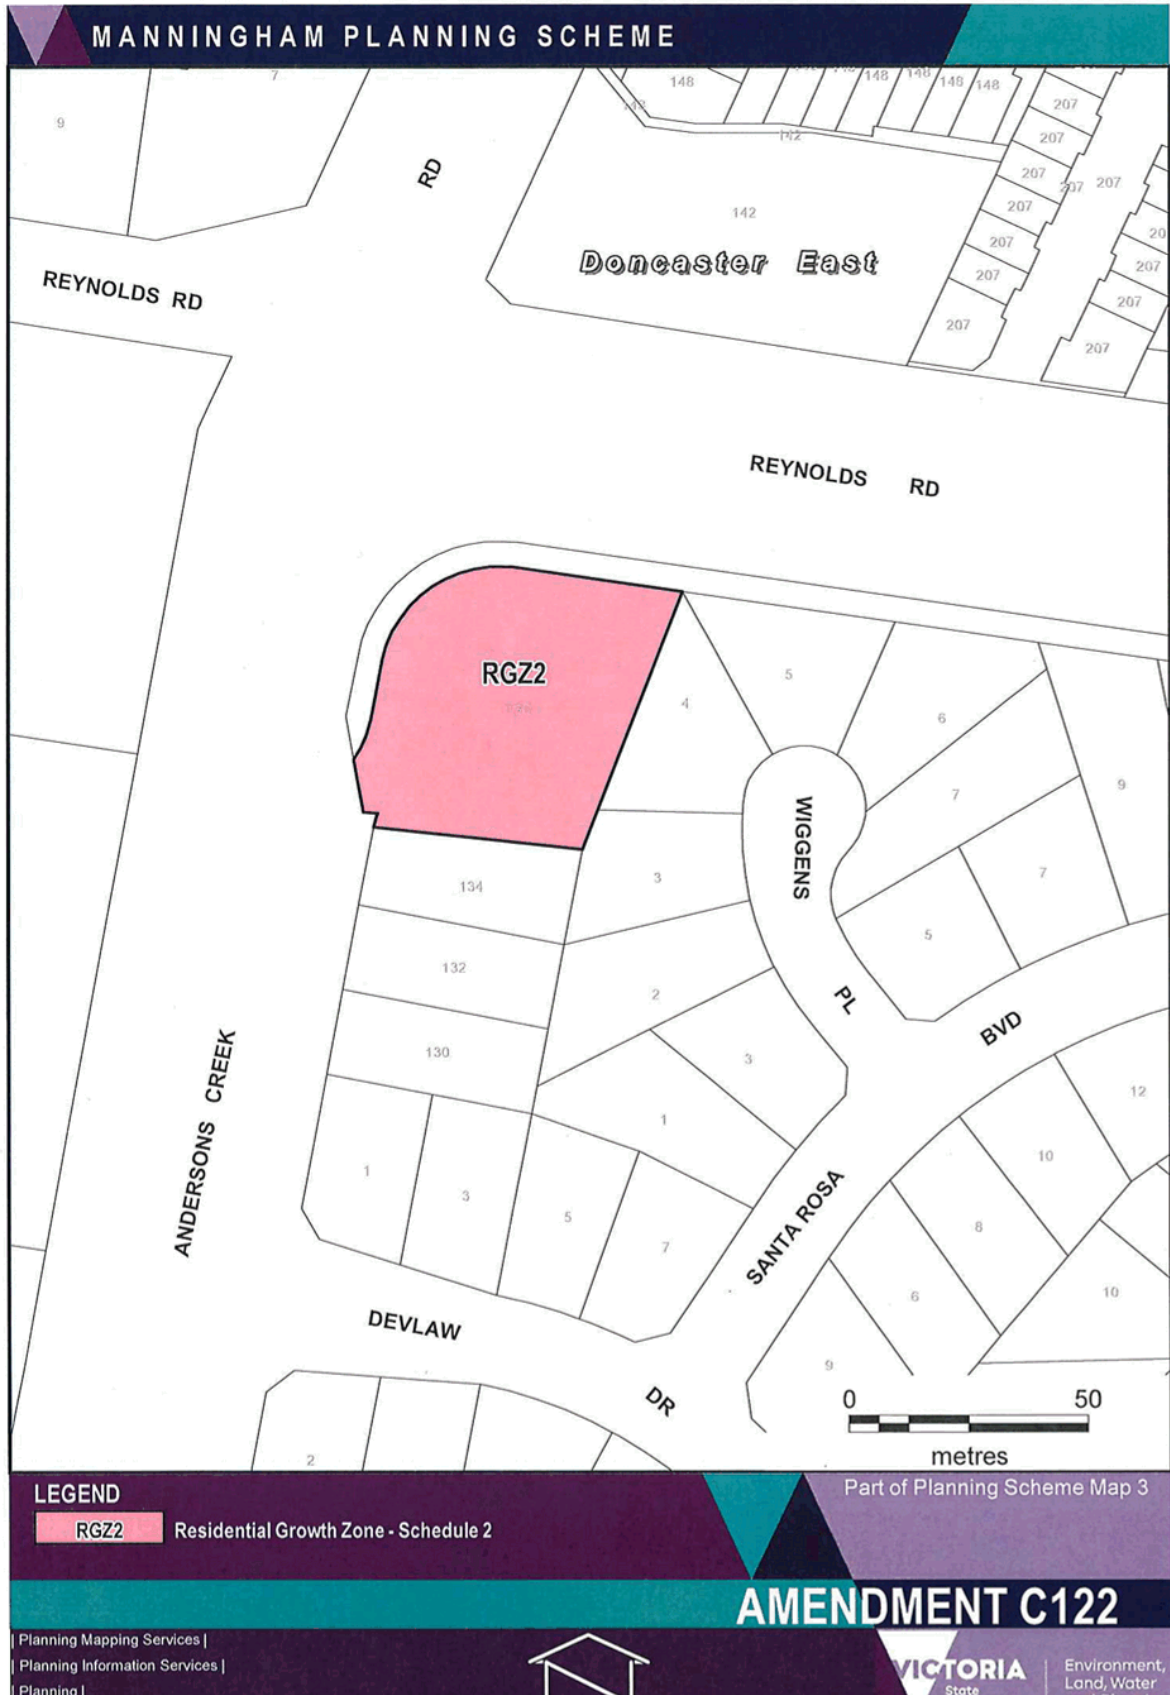 MANNINGHAM PLANNING SCHEME
7
9
148
148
148
148
148
142
207
207
207
207
207
207
207
207
207
207
207
207
207
RD
142
Doncaster East
REYNOLDS RD
REYNOLDS RD
RGZ2
4
5
6
7
9
WIGGENS
PL
134
3
7
5
132
2
130
3
BVD
12
1
10
ANDERSONS CREEK
1
3
5
7
SANTA ROSA
8
6
10
DEVLAW
DR
9
2
0 50
metres
LEGEND
RGZ2 Residential Growth Zone - Schedule 2
Part of Planning Scheme Map 3
AMENDMENT C122
| Planning Mapping Services |
| Planning Information Services |
| Planning |
VICTORIA
State
Environment,
Land, Water